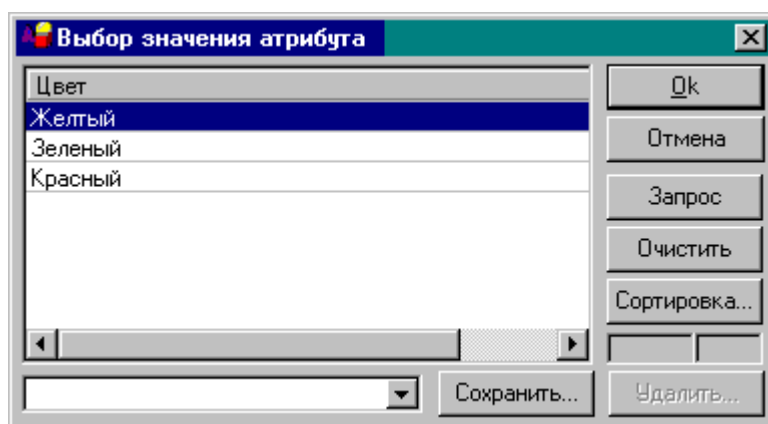 Выбор значения атрибута
Цвет
Желтый
Зеленый
Красный
Ok
Отмена
Запрос
Очистить
Сортировка...
Сохранить...
Удалить...